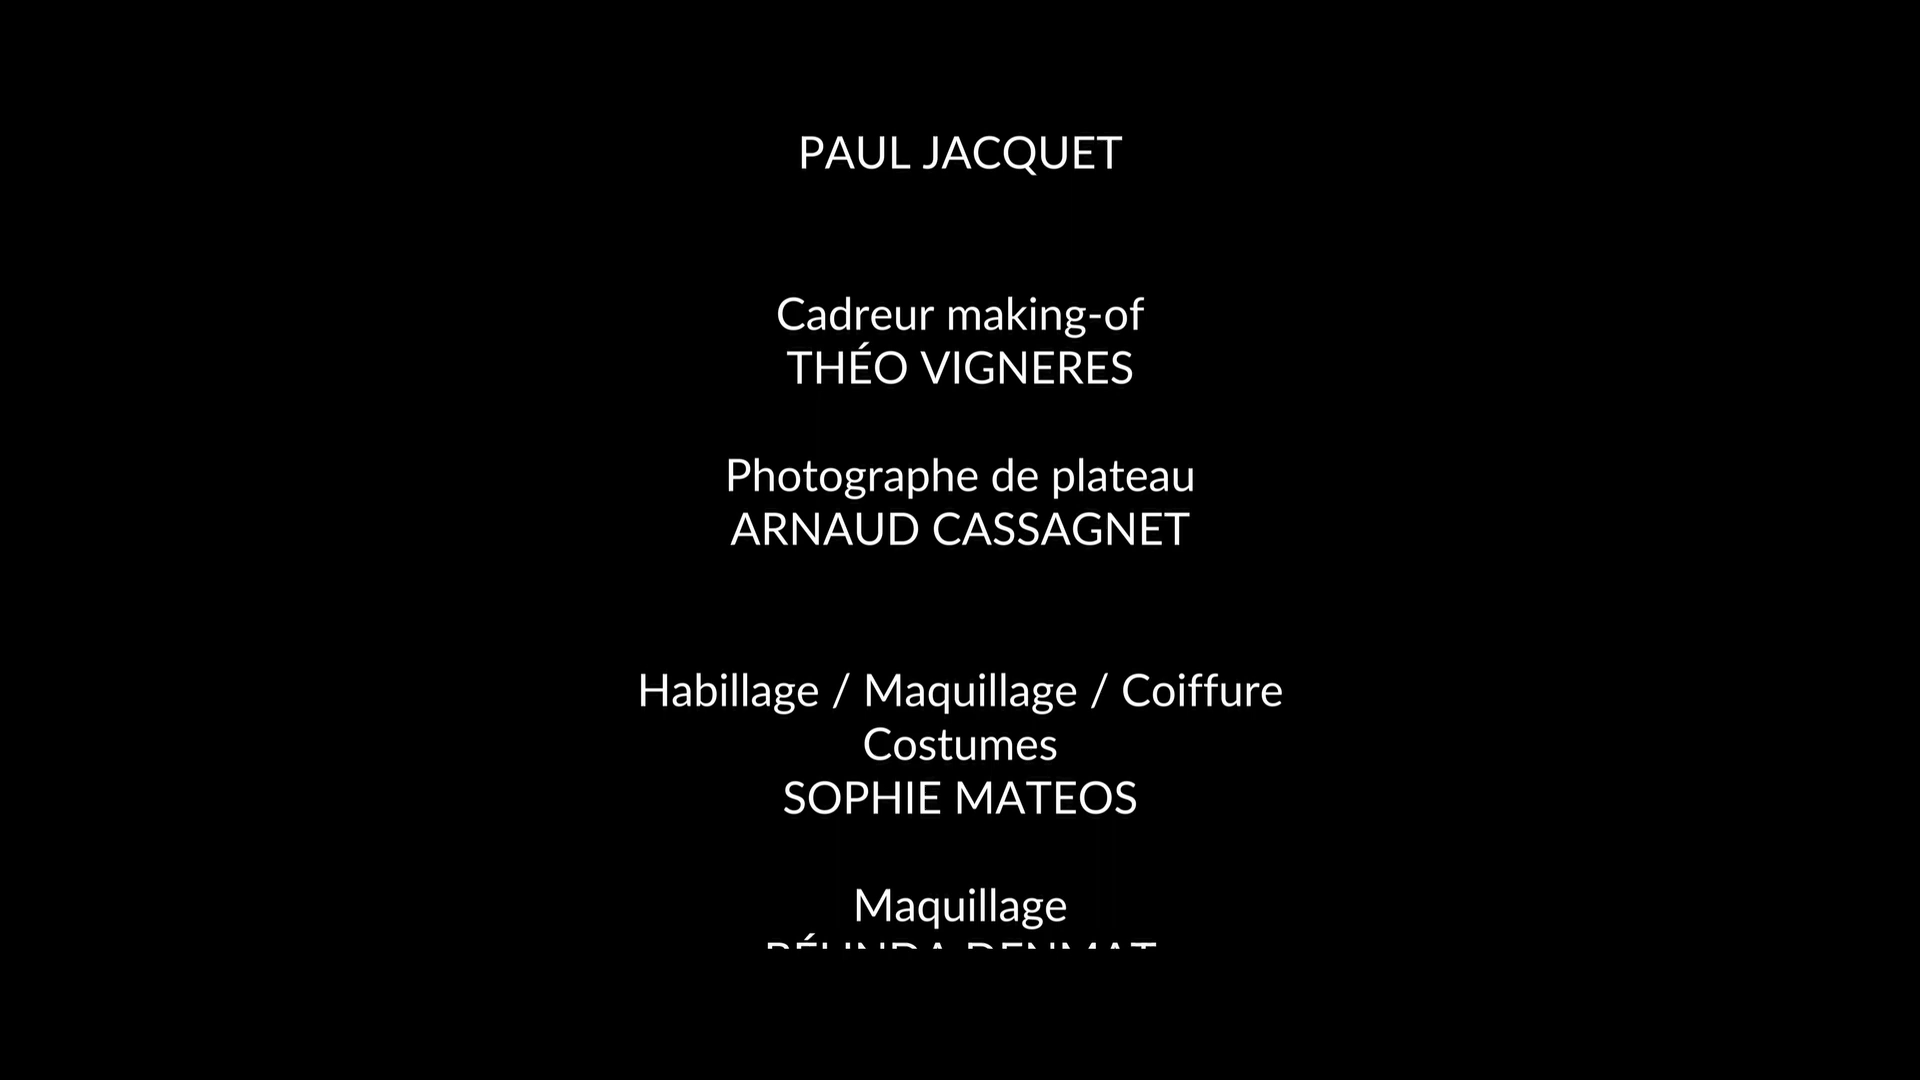 PAUL JACQUET
Cadreur making-of
THÉO VIGNERES
Photographe de plateau
ARNAUD CASSAGNET
Habillage / Maquillage / Coiffure
Costumes
SOPHIE MATEOS
Maquillage